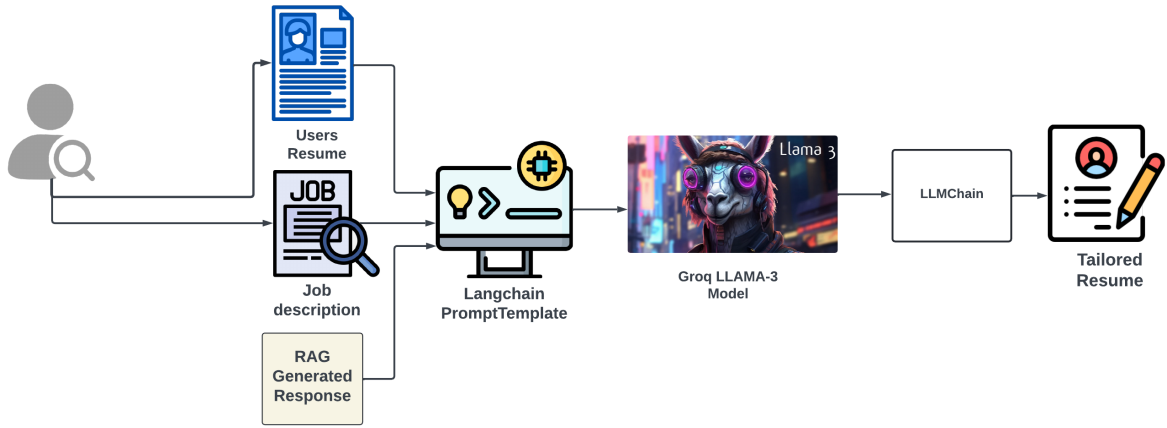 Users
Resume
JOB
Job
description
RAG
Generated
Response
Langchain
PromptTemplate
Llama 3
Groq LLAMA-3
Model
LLMChain
Tailored
Resume